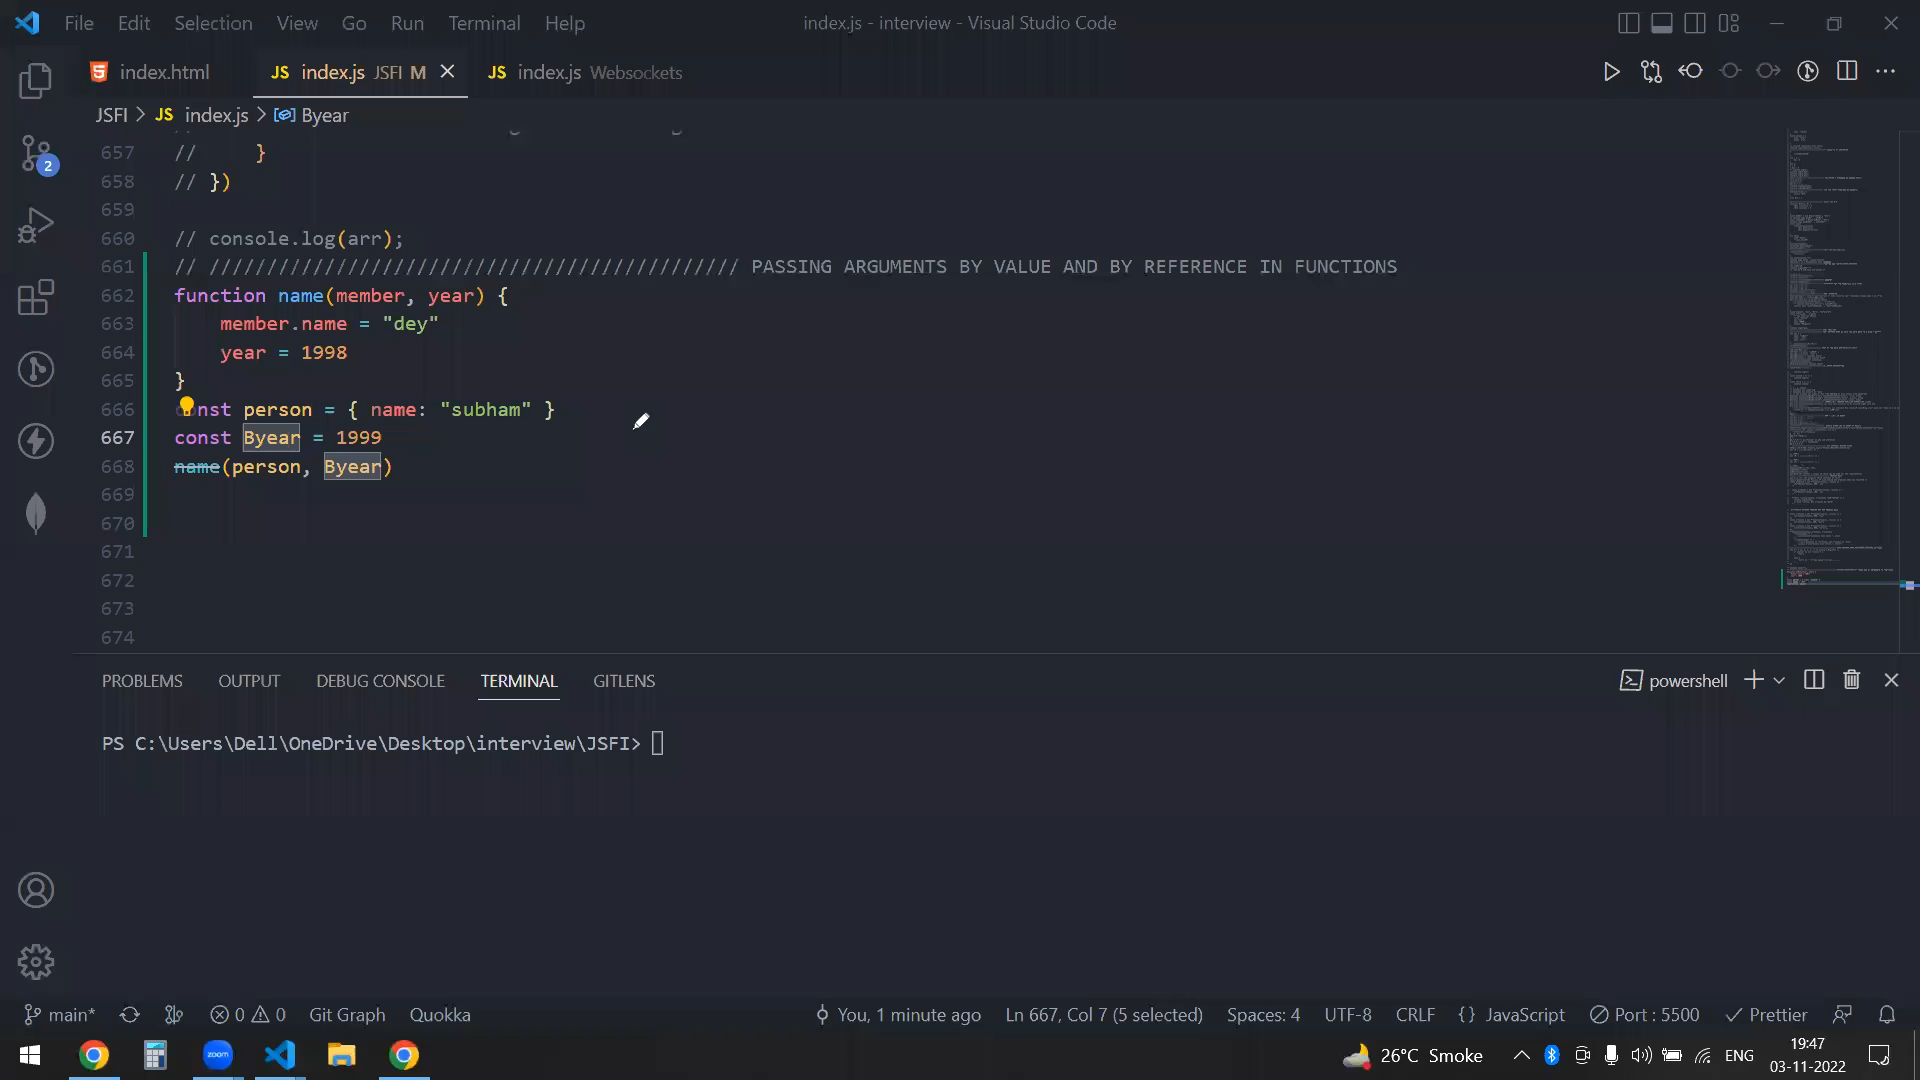 File Edit Selection View Go Run Terminal Help index.js - interview - Visual Studio Code
index.html JS index.js JSFI M JS index.js Websockets
JSFI > JS index.js > Byear
657 // }
658 // })
659
660 // console.log(arr);
661 // ////////////////////////////////////////////// PASSING ARGUMENTS BY VALUE AND BY REFERENCE IN FUNCTIONS
662 function name(member, year) {
663 member.name = "dey"
664 year = 1998
665 }
666 const person = { name: "subham" }
667 const Byear = 1999
668 name(person, Byear)
669
670
671
672
673
674
2
PROBLEMS OUTPUT DEBUG CONSOLE TERMINAL GITLENS powershell
PS C:\Users\Dell\OneDrive\Desktop\interview\JSFI>
main* 0 0 Git Graph Quokka You, 1 minute ago Ln 667, Col 7 (5 selected) Spaces: 4 UTF-8 CRLF {} JavaScript Port : 5500 Prettier
zoom 26°C Smoke ENG 19:47
03-11-2022